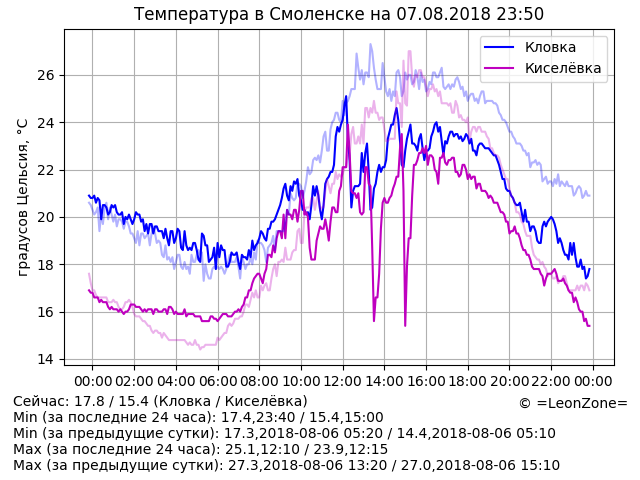 Температура в Смоленске на 07.08.2018 23:50
Кловка
Киселёвка
градусов Цельсия, °C
26
24
22
20
18
16
14
00:00 02:00 04:00 06:00 08:00 10:00 12:00 14:00 16:00 18:00 20:00 22:00 00:00
Сейчас: 17.8 / 15.4 (Кловка / Киселёвка)
© =LeonZone=
Min (за последние 24 часа): 17.4,23:40 / 15.4,15:00
Min (за предыдущие сутки): 17.3,2018-08-06 05:20 / 14.4,2018-08-06 05:10
Max (за последние 24 часа): 25.1,12:10 / 23.9,12:15
Max (за предыдущие сутки): 27.3,2018-08-06 13:20 / 27.0,2018-08-06 15:10